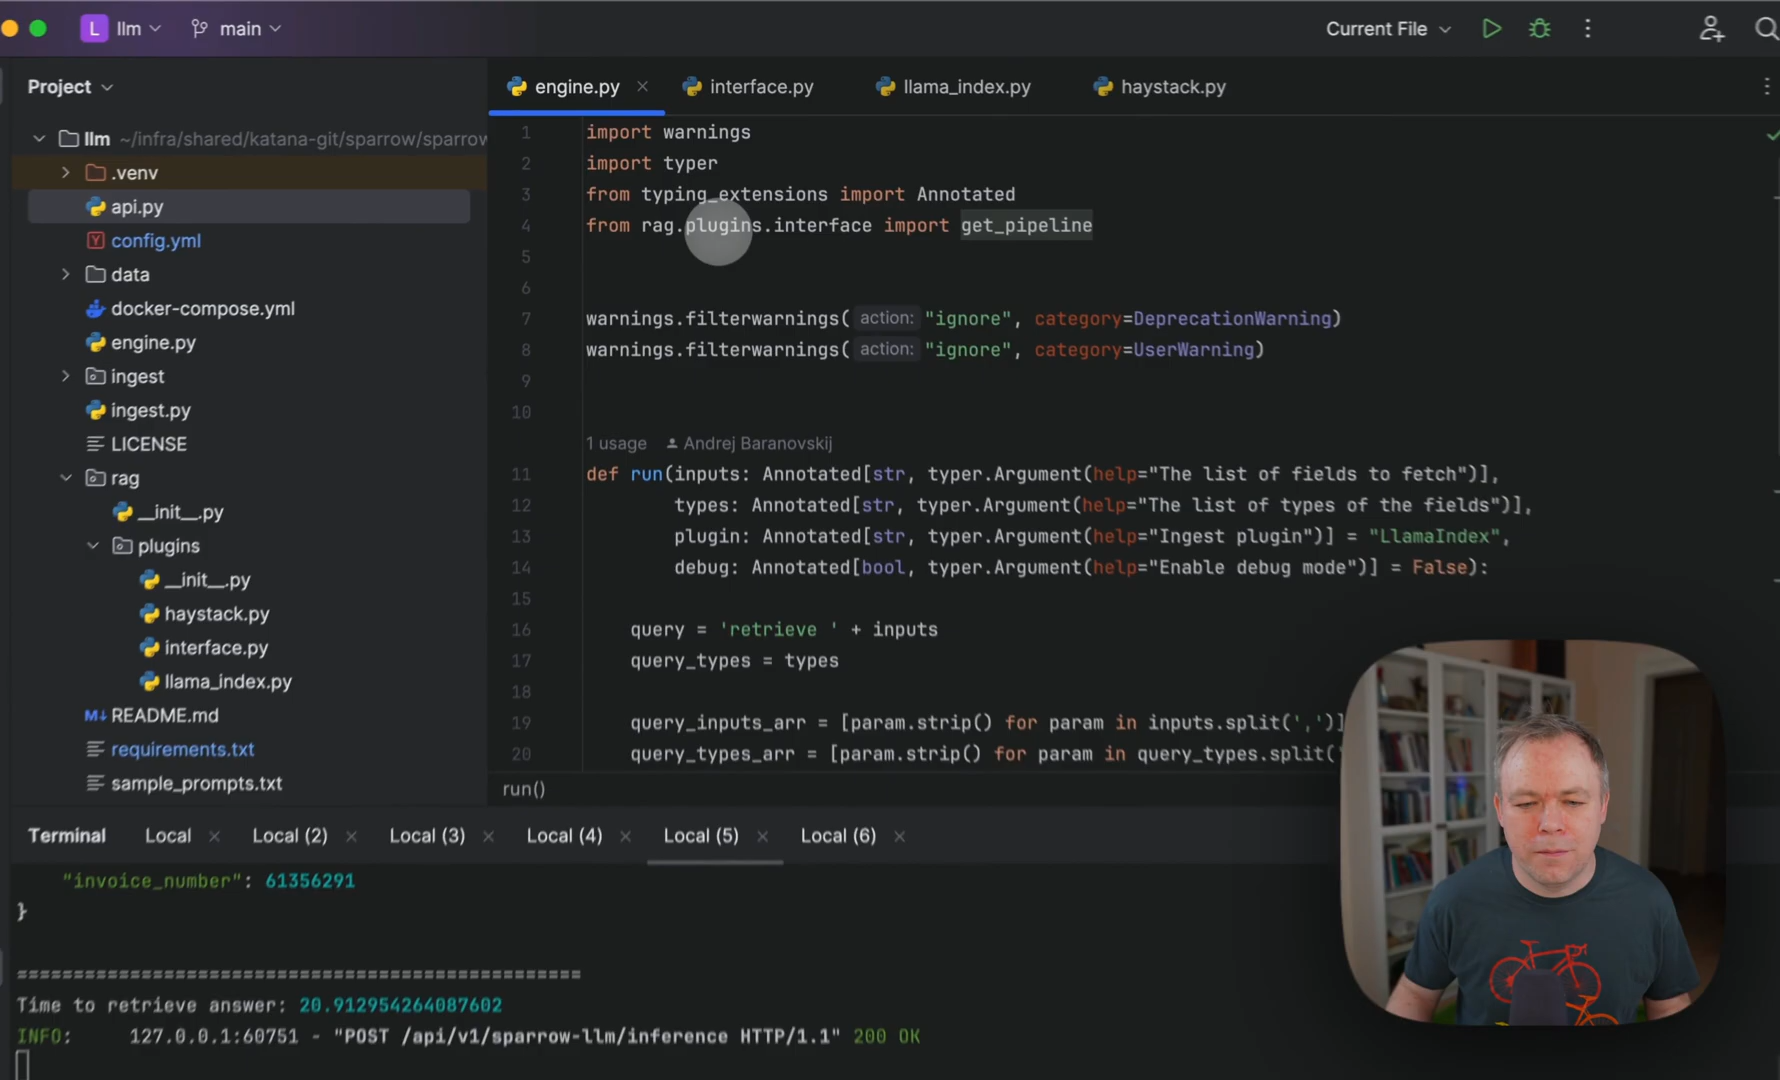 L llm main Current File
Project
engine.py interface.py llama_index.py haystack.py
llm ~/infra/shared/katana-git/sparrow/sparrow
.venv
api.py
config.yml
data
docker-compose.yml
engine.py
ingest
ingest.py
LICENSE
rag
__init__.py
plugins
__init__.py
haystack.py
interface.py
llama_index.py
README.md
requirements.txt
sample_prompts.txt
1 import warnings
2 import typer
3 from typing_extensions import Annotated
4 from rag.plugins.interface import get_pipeline
5
6
7 warnings.filterwarnings( action: "ignore", category=DeprecationWarning)
8 warnings.filterwarnings( action: "ignore", category=UserWarning)
9
10
1 usage Andrej Baranovskij
11 def run(inputs: Annotated[str, typer.Argument(help="The list of fields to fetch")],
12 types: Annotated[str, typer.Argument(help="The list of types of the fields")],
13 plugin: Annotated[str, typer.Argument(help="Ingest plugin")] = "LlamaIndex",
14 debug: Annotated[bool, typer.Argument(help="Enable debug mode")] = False):
15
16 query = 'retrieve ' + inputs
17 query_types = types
18
19 query_inputs_arr = [param.strip() for param in inputs.split(',')]
20 query_types_arr = [param.strip() for param in query_types.split('
run()
Terminal Local Local (2) Local (3) Local (4) Local (5) Local (6)
"invoice_number": 61356291
}
==================================================
Time to retrieve answer: 20.912954264087602
INFO: 127.0.0.1:60751 - "POST /api/v1/sparrow-llm/inference HTTP/1.1" 200 OK